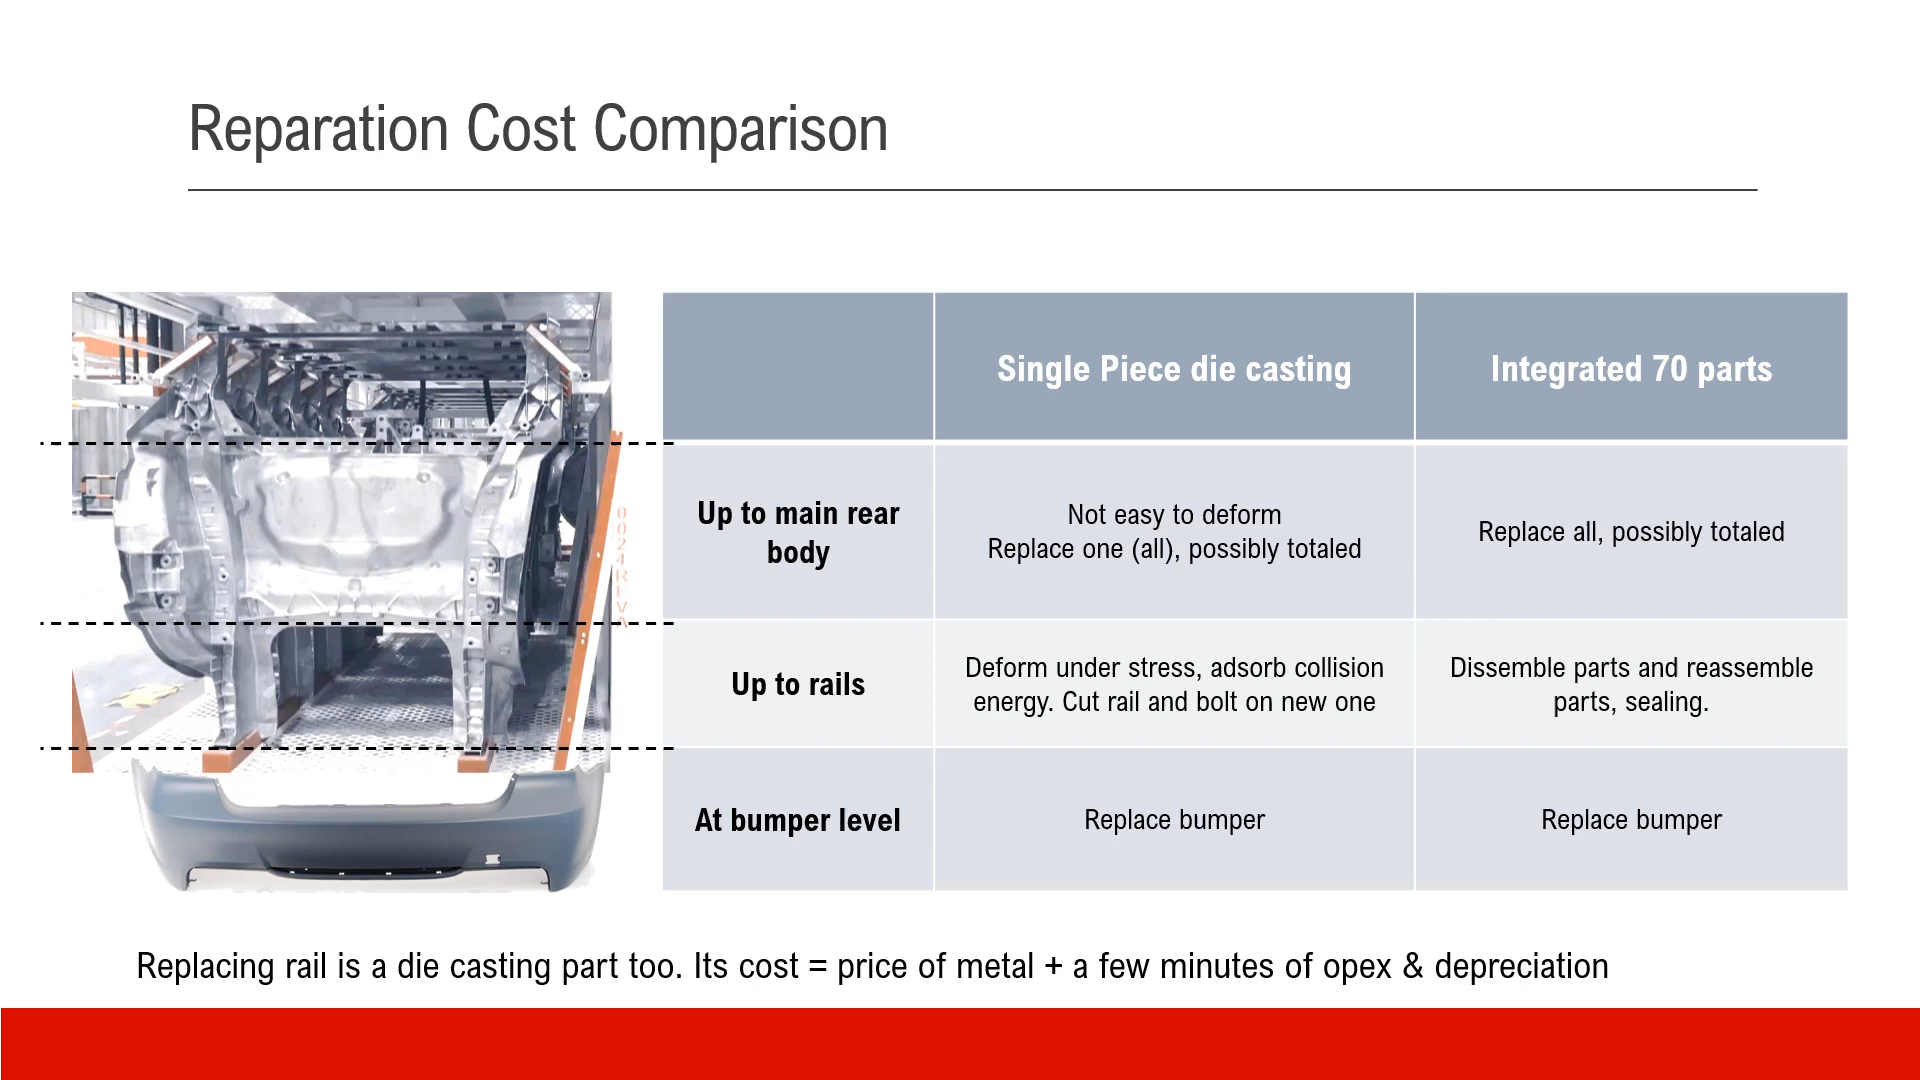 Reparation Cost Comparison
Single Piece die casting
Integrated 70 parts
Up to main rear
body
Not easy to deform
Replace one (all), possibly totaled
Replace all, possibly totaled
Up to rails
Deform under stress, adsorb collision
energy. Cut rail and bolt on new one
Dissemble parts and reassemble
parts, sealing.
At bumper level
Replace bumper
Replace bumper
0024REVA
Replacing rail is a die casting part too. Its cost = price of metal + a few minutes of opex & depreciation